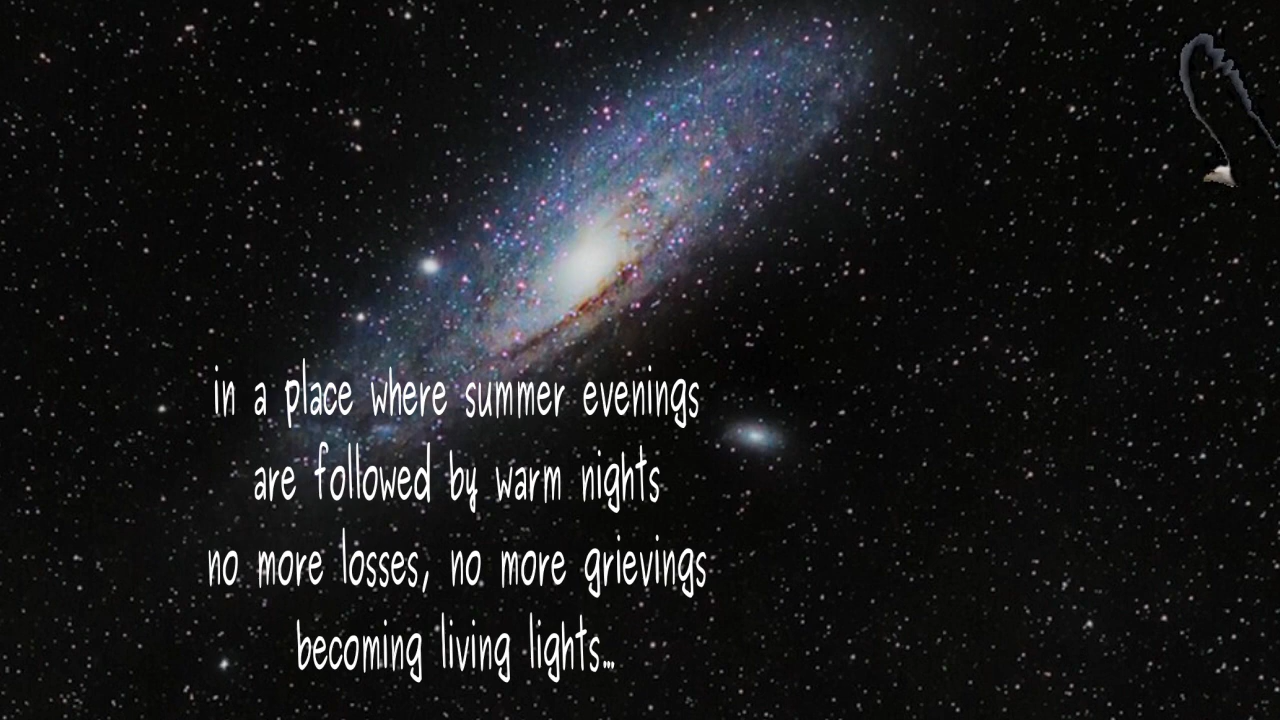 in a place where summer evenings
are followed by warm nights
no more losses, no more grievings
becoming living lights...